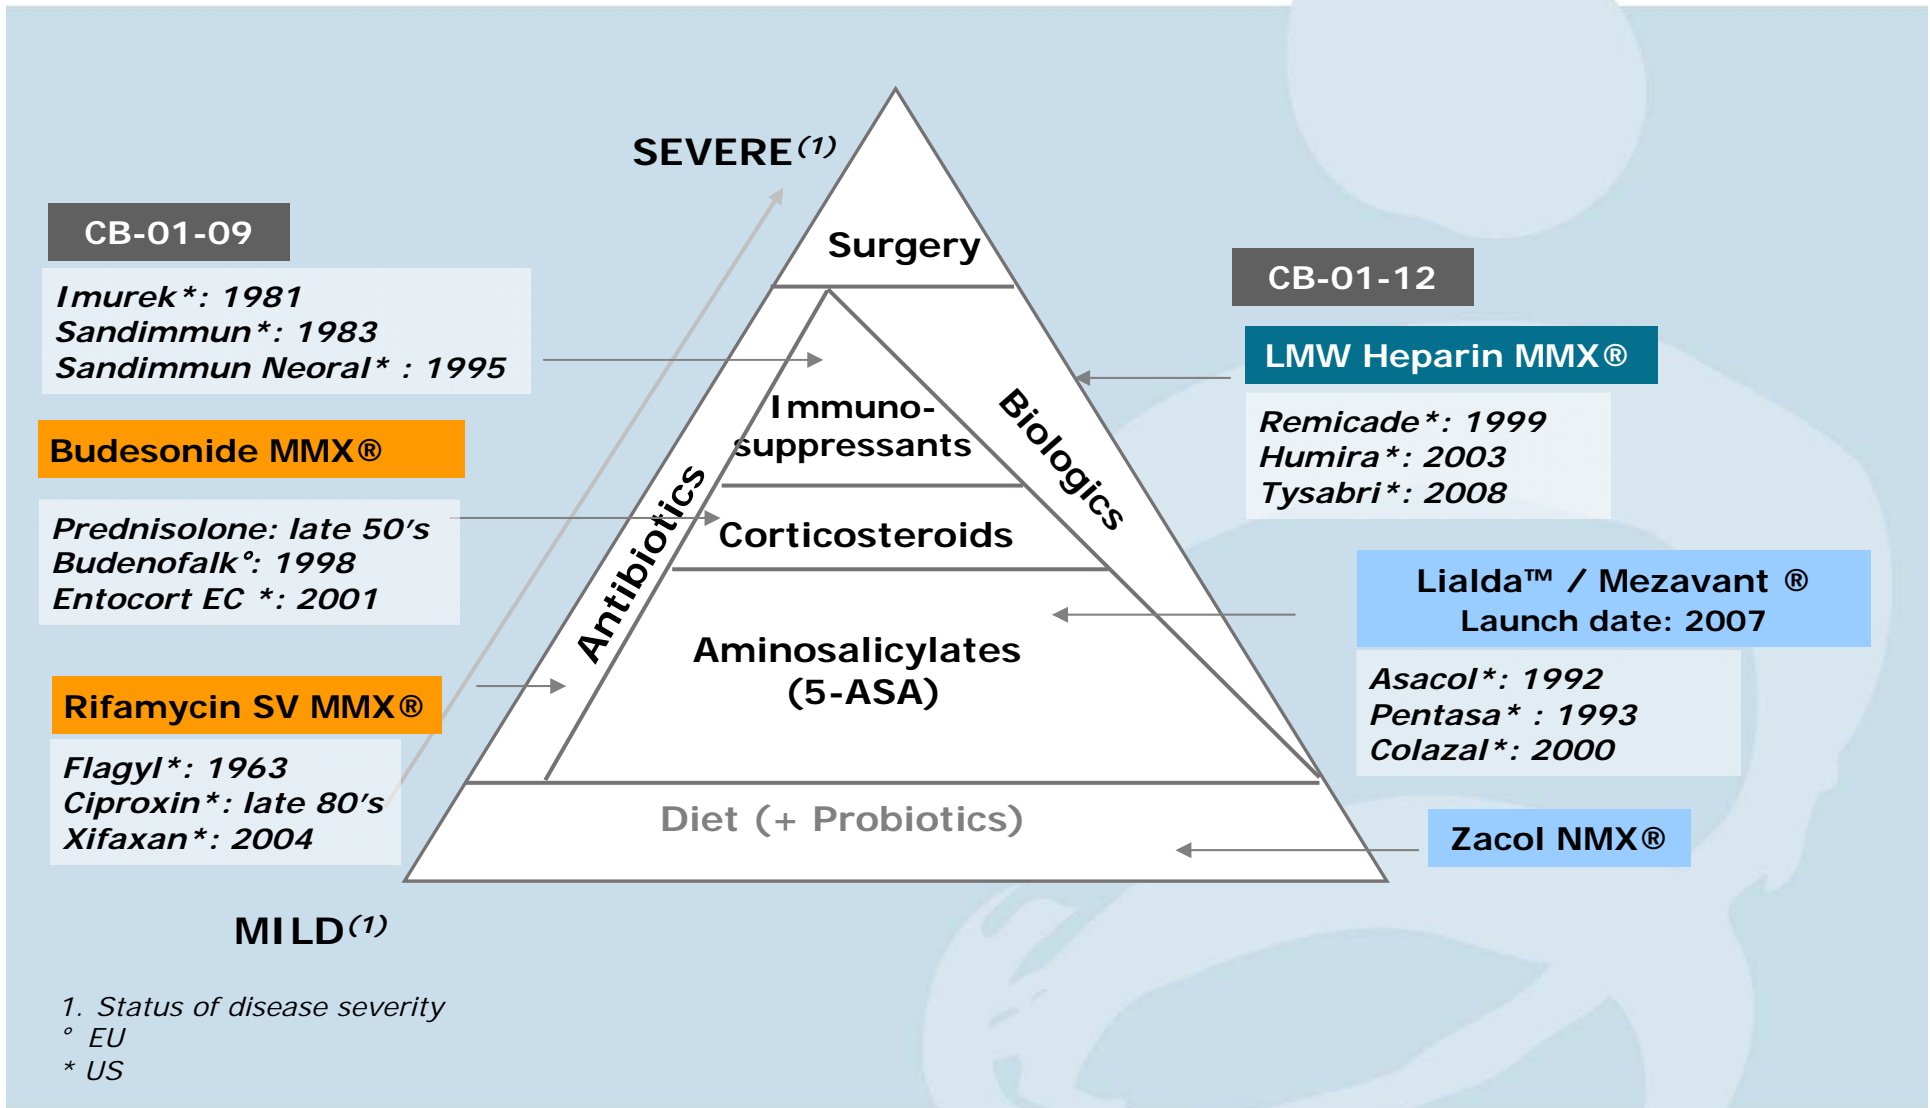 SEVERE(1)
CB-01-09
Imurek*: 1981
Sandimmun*: 1983
Sandimmun Neoral* : 1995
Budesonide MMX®
Prednisolone: late 50's
Budenofalk°: 1998
Entocort EC *: 2001
Rifamycin SV MMX®
Flagyl*: 1963
Ciproxin*: late 80's
Xifaxan*: 2004
Surgery
Immuno-
suppressants
Corticosteroids
Aminosalicylates
(5-ASA)
Antibiotics
Biologics
Diet (+ Probiotics)
CB-01-12
LMW Heparin MMX®
Remicade*: 1999
Humira*: 2003
Tysabri*: 2008
Lialda™ / Mezavant ®
Launch date: 2007
Asacol*: 1992
Pentasa* : 1993
Colazal*: 2000
Zacol NMX®
MILD(1)
1. Status of disease severity
° EU
* US